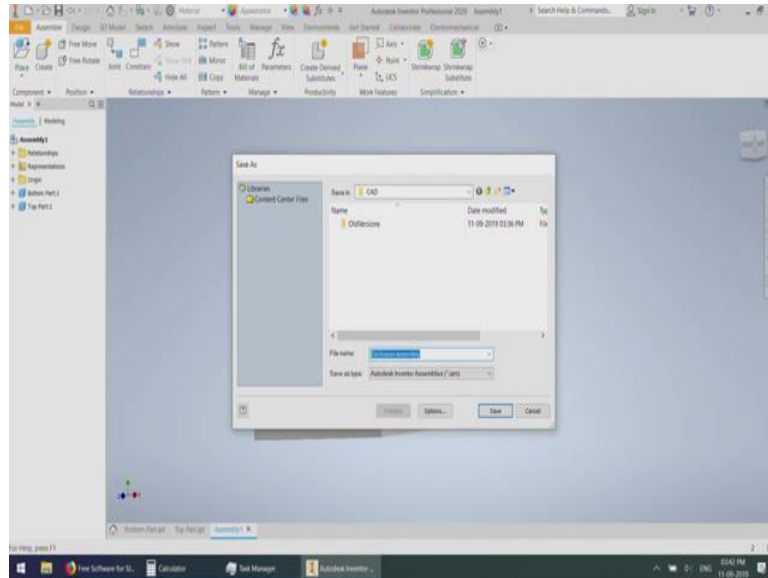 Material
Appearance
Autodesk Inventor Professional 2020 Assembly1
Search Help & Commands...
Sign In
File Assemble Design 3D Model Sketch Annotate Inspect Tools Manage View Environments Get Started Collaborate Electromechanical
Free Move
Show
Pattern
Axis
Free Rotate
Mirror
Point
Place Create
Joint Constrain
Hide All
Copy
Bill of Materials
Parameters
Create Derived Substitutes
Plane
UCS
Shrinkwrap
Shrinkwrap Substitute
Component
Position
Relationships
Pattern
Manage
Productivity
Work Features
Simplification
Model
Assembly | Modeling
Assembly1
Relationships
Representations
Origin
Bottom Part:1
Top Part:1
Save As
Libraries
Content Center Files
Save in: CAD
Name
Date modified
OldVersions
11-09-2019 03:36 PM
File name:
Save as type: Autodesk Inventor Assemblies (*.iam)
Preview
Options...
Save
Cancel
Bottom Part.ipt
Top Part.ipt
Assembly1
For Help, press F1
Free Software for St...
Calculator
Task Manager
Autodesk Inventor ...
ENG
03:42 PM
11-09-2019